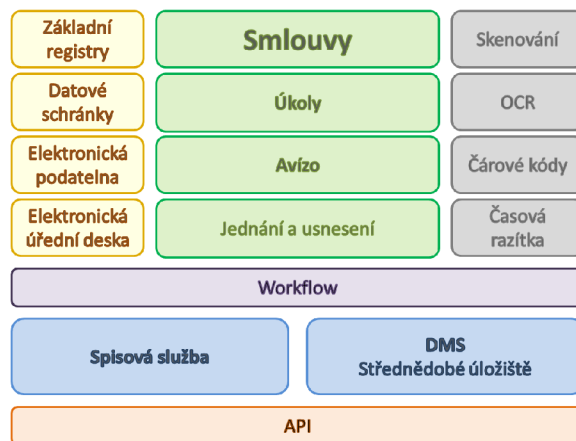 Základní
registry
Smlouvy
Skenování
Datové
schránky
Úkoly
OCR
Elektronická
podatelna
Avízo
Čárové kódy
Elektronická
úřední deska
Jednání a usnesení
Časová
razítka
Workflow
Spisová služba
DMS
Střednědobé úložiště
API